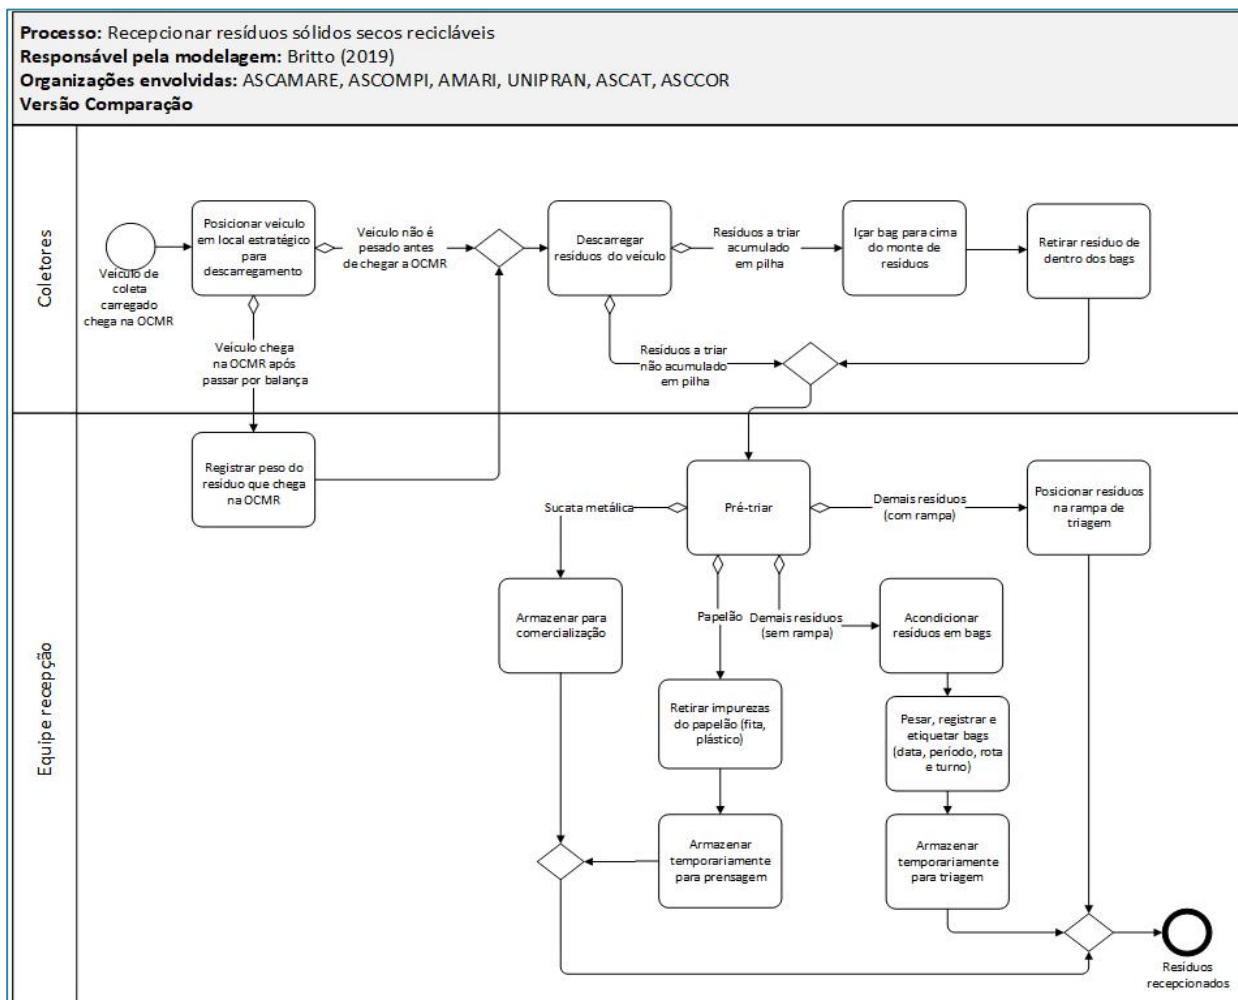 Processo: Recepcionar resíduos sólidos secos recicláveis
Responsável pela modelagem: Britto (2019)
Organizações envolvidas: ASCAMARE, ASCOMPI, AMARI, UNIPRAN, ASCAT, ASCCOR
Versão Comparação
Coletores
Veículo de
coleta
carregado
chega na OCMR
Posicionar veículo
em local estratégico
para
descarregamento
Veículo não é
pesado antes
de chegar a OCMR
Descarregar
resíduos do veículo
Resíduos a triar
acumulado
em pilha
Içar bag para cima
do monte de
resíduos
Retirar resíduo de
dentro dos bags
Veículo chega
na OCMR após
passar por balança
Resíduos a triar
não acumulado
em pilha
Equipe recepção
Registrar peso do
resíduo que chega
na OCMR
Sucata metálica
Pré-triar
Demais resíduos
(com rampa)
Posicionar resíduos
na rampa de
triagem
Armazenar para
comercialização
Papelão
Demais resíduos
(sem rampa)
Acondicionar
resíduos em bags
Retirar impurezas
do papelão (fita,
plástico)
Pesar, registrar e
etiquetar bags
(data, período, rota
e turno)
Armazenar
temporariamente
para prensagem
Armazenar
temporariamente
para triagem
Resíduos
recepcionados